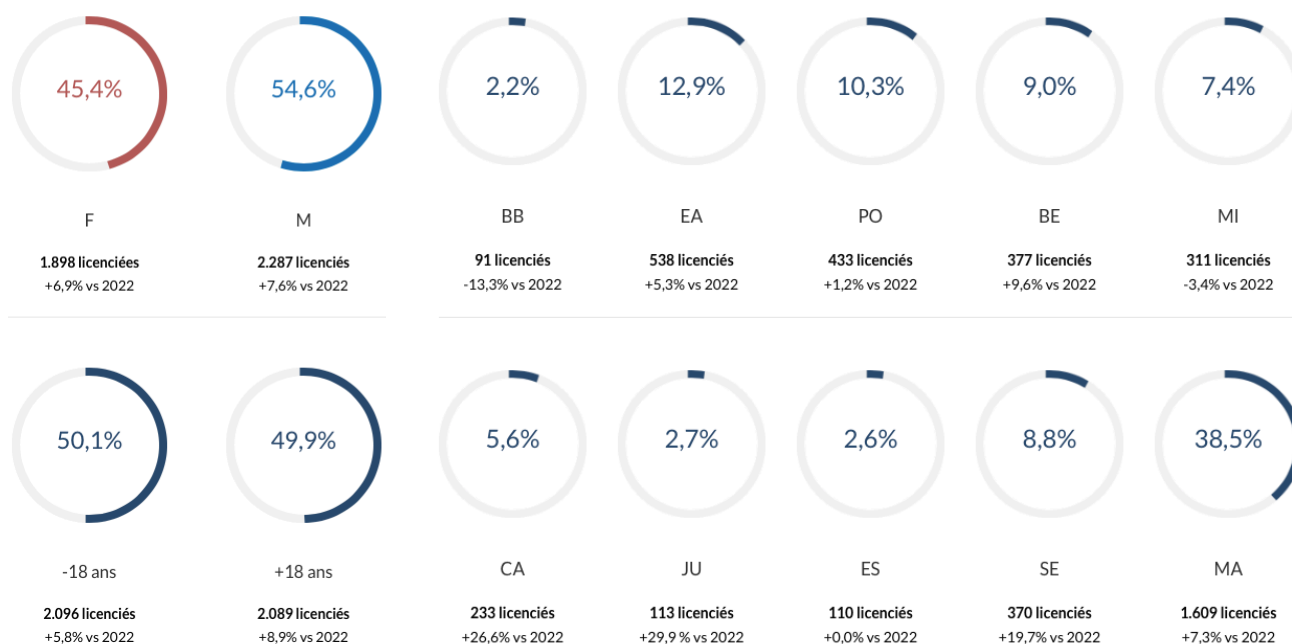 45,4%
54,6%
2,2%
12,9%
10,3%
9,0%
7,4%
F
M
BB
EA
PO
BE
MI
1.898 licenciées
2.287 licenciés
91 licenciés
538 licenciés
433 licenciés
377 licenciés
311 licenciés
+6,9% vs 2022
+7,6% vs 2022
-13,3% vs 2022
+5,3% vs 2022
+1,2% vs 2022
+9,6% vs 2022
-3,4% vs 2022
50,1%
49,9%
5,6%
2,7%
2,6%
8,8%
38,5%
-18 ans
+18 ans
CA
JU
ES
SE
MA
2.096 licenciés
2.089 licenciés
233 licenciés
113 licenciés
110 licenciés
370 licenciés
1.609 licenciés
+5,8% vs 2022
+8,9% vs 2022
+26,6% vs 2022
+29,9 % vs 2022
+0,0% vs 2022
+19,7% vs 2022
+7,3% vs 2022